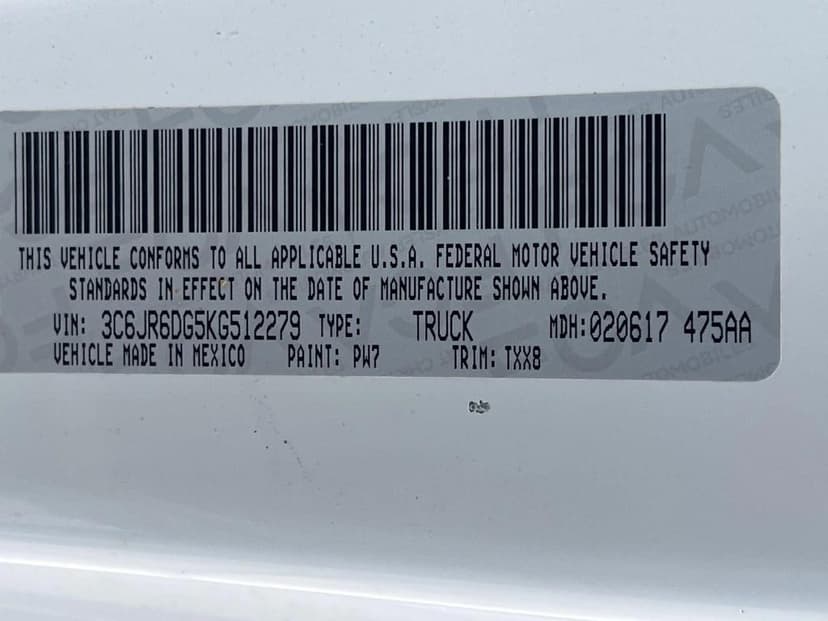 THIS VEHICLE CONFORMS TO ALL APPLICABLE U.S.A. FEDERAL MOTOR VEHICLE SAFETY
STANDARDS IN EFFECT ON THE DATE OF MANUFACTURE SHOWN ABOVE.
VIN: 3C6JR6DG5KG512279 TYPE: TRUCK MDH:020617 475AA
VEHICLE MADE IN MEXICO PAINT: PW7 TRIM: TXX8